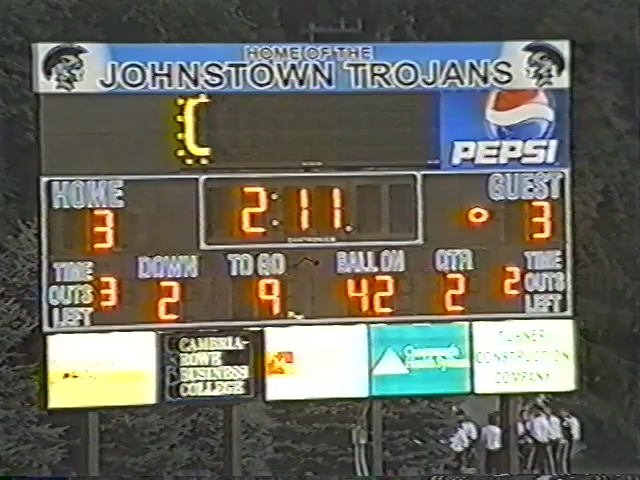 HOME OF THE
JOHNSTOWN TROJANS
PEPSI
HOME
GUEST
3
2:11
3
TIME OUTS LEFT
DOWN
TO GO
BALL ON
QTR
TIME OUTS LEFT
3
2
9
42
2
2
CAMBRIA-
ROWE
BUSINESS
COLLEGE
TURNER
CONSTRUCTION
COMPANY